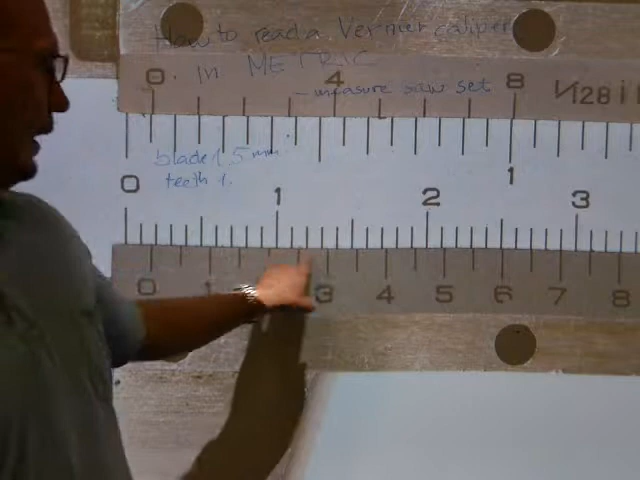 How to read a Vernier caliper
in METRIC
- measure saw set
0 4 8 1/128 i
blade 1.5 mm
teeth 1.
0 1
1 2 3
0 1 3 4 5 6 7 8